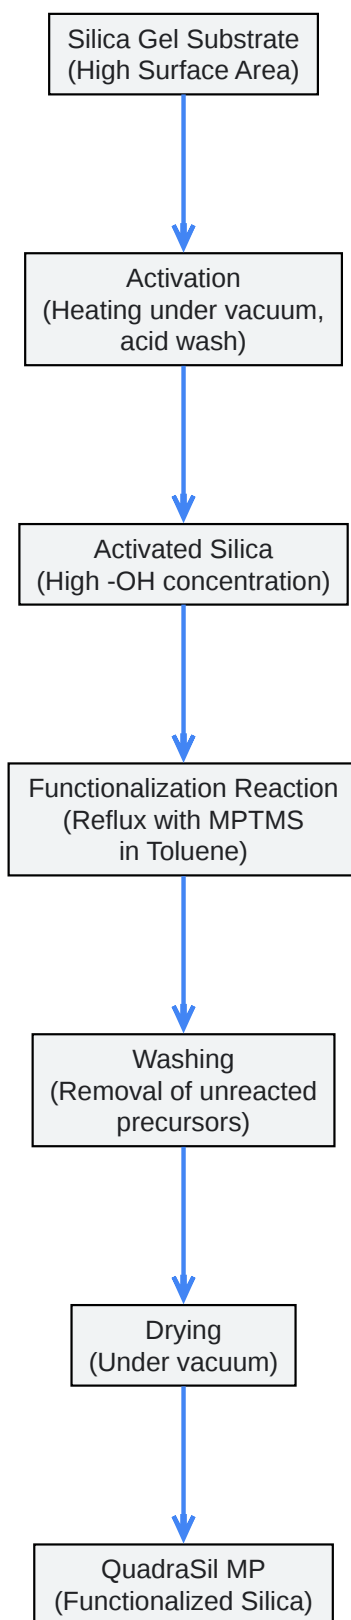 Silica Gel Substrate
(High Surface Area)
Activation
(Heating under vacuum,
acid wash)
Activated Silica
(High -OH concentration)
Functionalization Reaction
(Reflux with MPTMS
in Toluene)
Washing
(Removal of unreacted
precursors)
Drying
(Under vacuum)
QuadraSil MP
(Functionalized Silica)